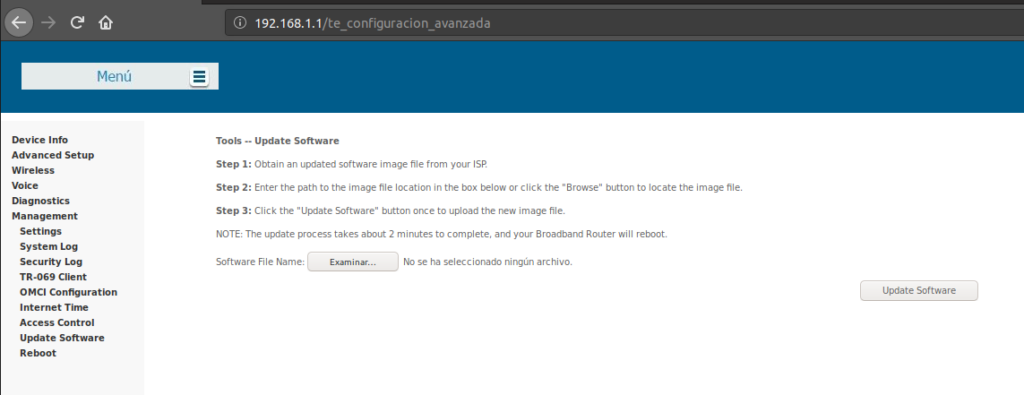 192.168.1.1/te_configuracion_avanzada
Menú
Device Info
Advanced Setup
Wireless
Voice
Diagnostics
Management
Settings
System Log
Security Log
TR-069 Client
OMCI Configuration
Internet Time
Access Control
Update Software
Reboot
Tools -- Update Software
Step 1: Obtain an updated software image file from your ISP.
Step 2: Enter the path to the image file location in the box below or click the "Browse" button to locate the image file.
Step 3: Click the "Update Software" button once to upload the new image file.
NOTE: The update process takes about 2 minutes to complete, and your Broadband Router will reboot.
Software File Name: Examinar... No se ha seleccionado ningún archivo.
Update Software